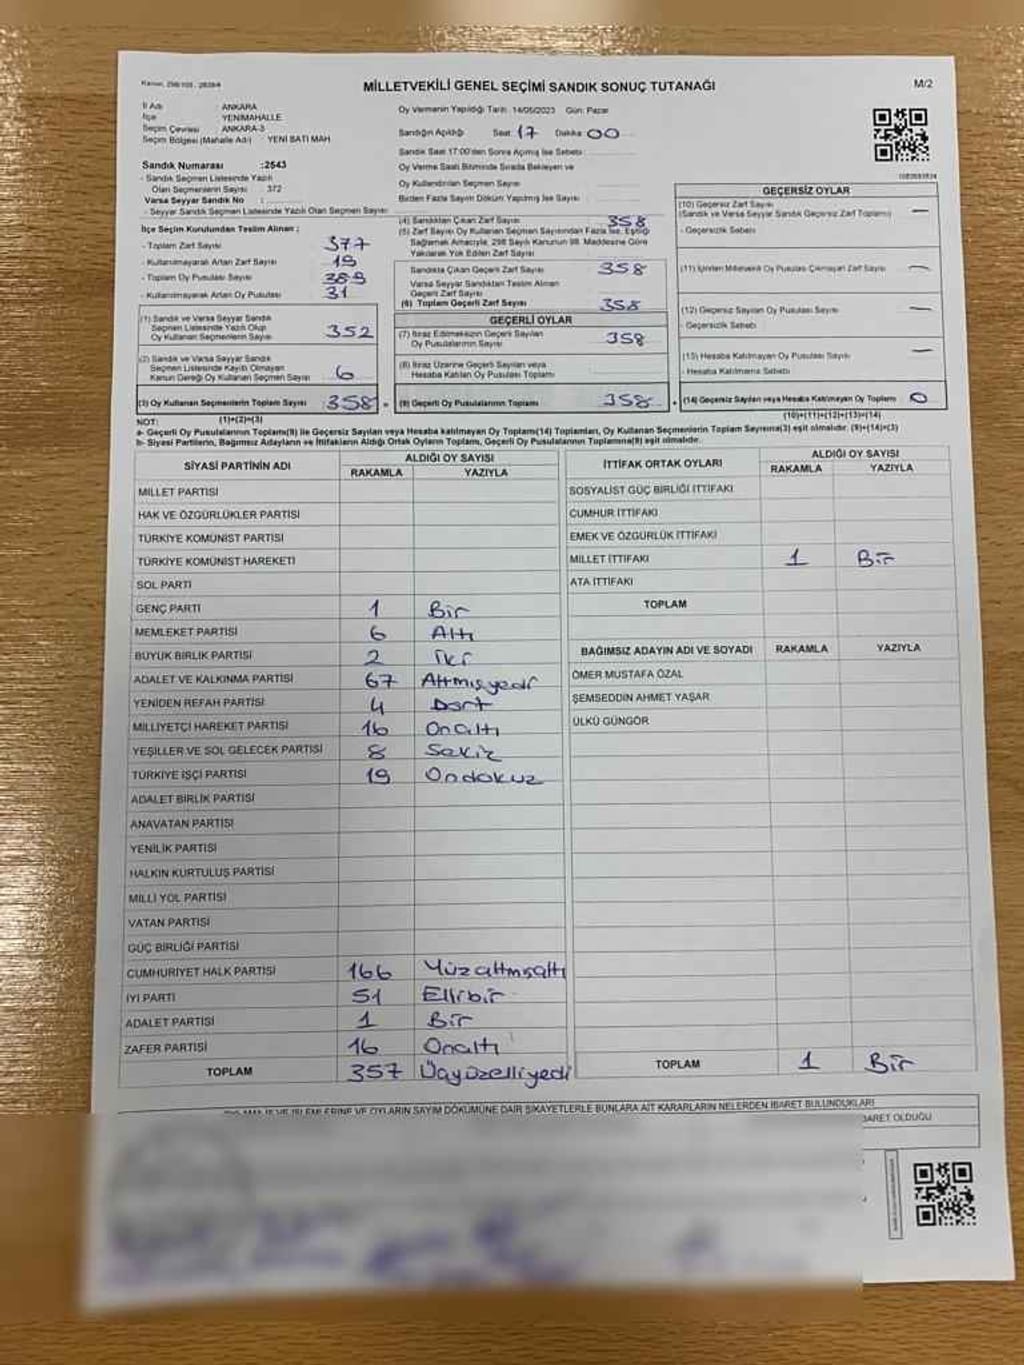 Kanun, 298/105 , 2839/4
MİLLETVEKİLİ GENEL SEÇİMİ SANDIK SONUÇ TUTANAĞI
M/2
İl Adı : ANKARA
İlçe : YENİMAHALLE
Seçim Çevresi : ANKARA-3
Seçim Bölgesi (Mahalle Adı) : YENİ BATI MAH
Sandık Numarası :2543
- Sandık Seçmen Listesinde Yazılı
Olan Seçmenlerin Sayısı : 372
Varsa Seyyar Sandık No :
- Seyyar Sandık Seçmen Listesinde Yazılı Olan Seçmen Sayısı :
İlçe Seçim Kurulundan Teslim Alınan ;
- Toplam Zarf Sayısı 377
- Kullanılmayarak Artan Zarf Sayısı 19
- Toplam Oy Pusulası Sayısı 389
- Kullanılmayarak Artan Oy Pusulası 31
(1) Sandık ve Varsa Seyyar Sandık
Seçmen Listesinde Yazılı Olup
Oy Kullanan Seçmenlerin Sayısı 352
(2) Sandık ve Varsa Seyyar Sandık
Seçmen Listesinde Kayıtlı Olmayan
Kanun Gereği Oy Kullanan Seçmen Sayısı 6
(3) Oy Kullanan Seçmenlerin Toplam Sayısı 358 =
(1)+(2)=(3)
Oy Vermenin Yapıldığı Tarih: 14/05/2023 Gün: Pazar
Sandığın Açıldığı Saat: 17 Dakika: 00
Sandık Saat 17:00'den Sonra Açılmış İse Sebebi :
Oy Verme Saati Bitiminde Sırada Bekleyen ve
Oy Kullandırılan Seçmen Sayısı :
Birden Fazla Sayım Döküm Yapılmış İse Sayısı :
(4) Sandıktan Çıkan Zarf Sayısı 358
(5) Zarf Sayısı Oy Kullanan Seçmen Sayısından Fazla İse, Eşitliği
Sağlamak Amacıyla, 298 Sayılı Kanunun 98. Maddesine Göre
Yakılarak Yok Edilen Zarf Sayısı
Sandıkta Çıkan Geçerli Zarf Sayısı 358
Varsa Seyyar Sandıktan Teslim Alınan
Geçerli Zarf Sayısı
(6) Toplam Geçerli Zarf Sayısı 358
GEÇERLİ OYLAR
(7) İtiraz Edilmeksizin Geçerli Sayılan
Oy Pusulalarının Sayısı 358
(8) İtiraz Üzerine Geçerli Sayılan veya
Hesaba Katılan Oy Pusulaları Toplamı
(9) Geçerli Oy Pusulalarının Toplamı 358 +
GEÇERSİZ OYLAR
(10) Geçersiz Zarf Sayısı
(Sandık ve Varsa Seyyar Sandık Geçersiz Zarf Toplamı) —
- Geçersizlik Sebebi
(11) İçinden Milletvekili Oy Pusulası Çıkmayan Zarf Sayısı —
(12) Geçersiz Sayılan Oy Pusulası Sayısı —
- Geçersizlik Sebebi
(13) Hesaba Katılmayan Oy Pusulası Sayısı —
- Hesaba Katılmama Sebebi
(14) Geçersiz Sayılan veya Hesaba Katılmayan Oy Toplamı 0
(10)+(11)+(12)+(13)=(14)
NOT:
a- Geçerli Oy Pusulalarının Toplamı(9) ile Geçersiz Sayılan veya Hesaba Katılmayan Oy Toplamı(14) Toplamları, Oy Kullanan Seçmenlerin Toplam Sayısına(3) eşit olmalıdır. (9)+(14)=(3)
b- Siyasi Partilerin, Bağımsız Adayların ve İttifakların Aldığı Ortak Oyların Toplamı, Geçerli Oy Pusulalarının Toplamına(9) eşit olmalıdır.
SİYASİ PARTİNİN ADI ALDIĞI OY SAYISI
RAKAMLA YAZIYLA
MİLLET PARTİSİ
HAK VE ÖZGÜRLÜKLER PARTİSİ
TÜRKİYE KOMÜNİST PARTİSİ
TÜRKİYE KOMÜNİST HAREKETİ
SOL PARTİ
GENÇ PARTİ 1 Bir
MEMLEKET PARTİSİ 6 Altı
BÜYÜK BİRLİK PARTİSİ 2 İki
ADALET VE KALKINMA PARTİSİ 67 Altmışyedi
YENİDEN REFAH PARTİSİ 4 Dört
MİLLİYETÇİ HAREKET PARTİSİ 16 Onaltı
YEŞİLLER VE SOL GELECEK PARTİSİ 8 Sekiz
TÜRKİYE İŞÇİ PARTİSİ 19 Ondokuz
ADALET BİRLİK PARTİSİ
ANAVATAN PARTİSİ
YENİLİK PARTİSİ
HALKIN KURTULUŞ PARTİSİ
MİLLİ YOL PARTİSİ
VATAN PARTİSİ
GÜÇ BİRLİĞİ PARTİSİ
CUMHURİYET HALK PARTİSİ 166 Yüzaltmışaltı
İYİ PARTİ 51 Ellibir
ADALET PARTİSİ 1 Bir
ZAFER PARTİSİ 16 Onaltı
TOPLAM 357 Üçyüzelliyedi
İTTİFAK ORTAK OYLARI ALDIĞI OY SAYISI
RAKAMLA YAZIYLA
SOSYALİST GÜÇ BİRLİĞİ İTTİFAKI
CUMHUR İTTİFAKI
EMEK VE ÖZGÜRLÜK İTTİFAKI
MİLLET İTTİFAKI 1 Bir
ATA İTTİFAKI
TOPLAM
BAĞIMSIZ ADAYIN ADI VE SOYADI RAKAMLA YAZIYLA
ÖMER MUSTAFA ÖZAL
ŞEMSEDDİN AHMET YAŞAR
ÜLKÜ GÜNGÖR
TOPLAM 1 Bir
VE İŞLEMLERİNE VE OYLARIN SAYIM DÖKÜMÜNE DAİR ŞİKAYETLERLE BUNLARA AİT KARARLARIN NELERDEN İBARET BULUNDUKLARI
İBARET OLDUĞU